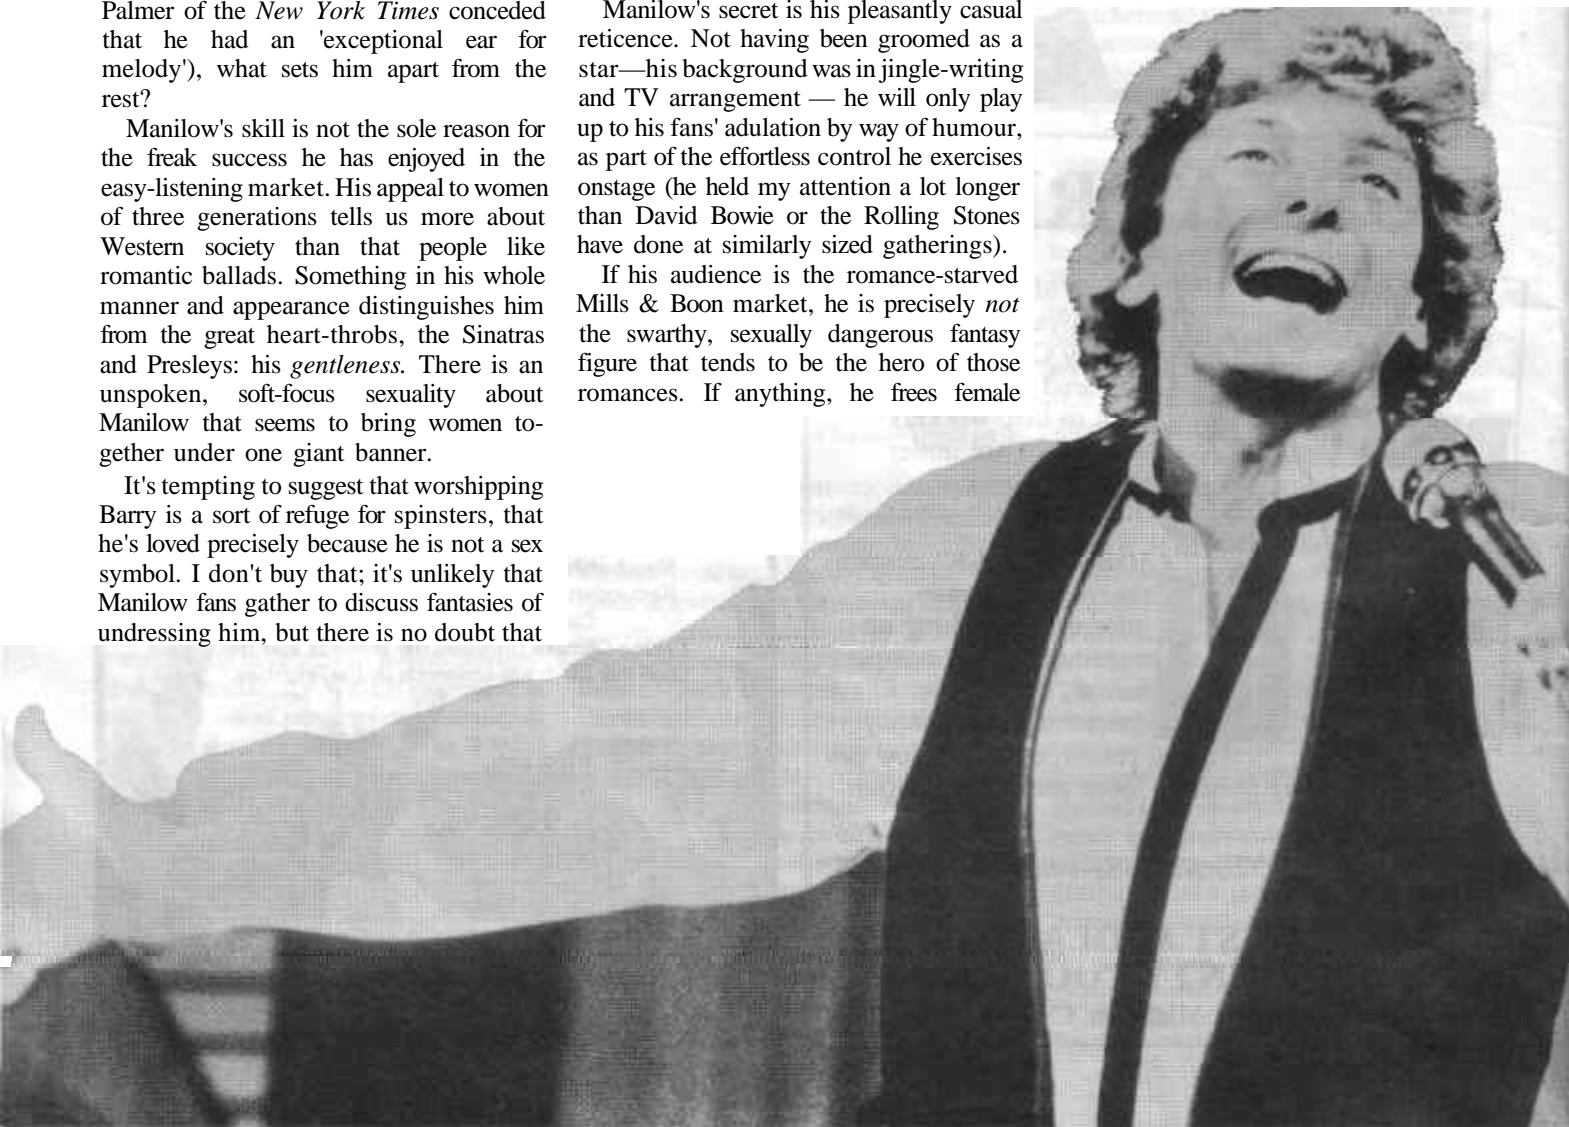 Palmer of the New York Times conceded
that he had an 'exceptional ear for
melody'), what sets him apart from the
rest?
Manilow's skill is not the sole reason for
the freak success he has enjoyed in the
easy-listening market. His appeal to women
of three generations tells us more about
Western society than that people like
romantic ballads. Something in his whole
manner and appearance distinguishes him
from the great heart-throbs, the Sinatras
and Presleys: his gentleness. There is an
unspoken, soft-focus sexuality about
Manilow that seems to bring women to-
gether under one giant banner.
It's tempting to suggest that worshipping
Barry is a sort of refuge for spinsters, that
he's loved precisely because he is not a sex
symbol. I don't buy that; it's unlikely that
Manilow fans gather to discuss fantasies of
undressing him, but there is no doubt that
Manilow's secret is his pleasantly casual
reticence. Not having been groomed as a
star—his background was in jingle-writing
and TV arrangement — he will only play
up to his fans' adulation by way of humour,
as part of the effortless control he exercises
onstage (he held my attention a lot longer
than David Bowie or the Rolling Stones
have done at similarly sized gatherings).
If his audience is the romance-starved
Mills & Boon market, he is precisely not
the swarthy, sexually dangerous fantasy
figure that tends to be the hero of those
romances. If anything, he frees female